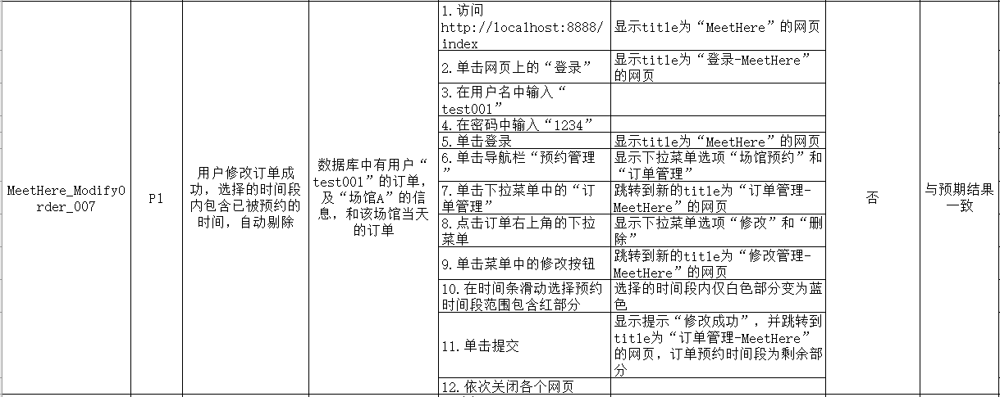 MeetHere_ModifyO
rder_007
P1
用户修改订单成
功，选择的时间段
内包含已被预约的
时间，自动剔除
数据库中有用户“
test001”的订单，
及“场馆A”的信
息，和该场馆当天
的订单
1.访问
http://localhost:8888/
index
显示title为“MeetHere”的网页
2.单击网页上的“登录”
显示title为“登录-MeetHere”
的网页
3.在用户名中输入“
test001”
4.在密码中输入“1234”
5.单击登录
显示title为“MeetHere”的网页
6.单击导航栏“预约管理
”
显示下拉菜单选项“场馆预约”和
“订单管理”
7.单击下拉菜单中的“订
单管理”
跳转到新的title为“订单管理-
MeetHere”的网页
8.点击订单右上角的下拉
菜单
显示下拉菜单选项“修改”和“删
除”
9.单击菜单中的修改按钮
跳转到新的title为“修改管理-
MeetHere”的网页
10.在时间条滑动选择预约
时间段范围包含红部分
选择的时间段内仅白色部分变为蓝
色
11.单击提交
显示提示“修改成功”，并跳转到
title为“订单管理-MeetHere”
的网页，订单预约时间段为剩余部
分
12.依次关闭各个网页
否
与预期结果
一致